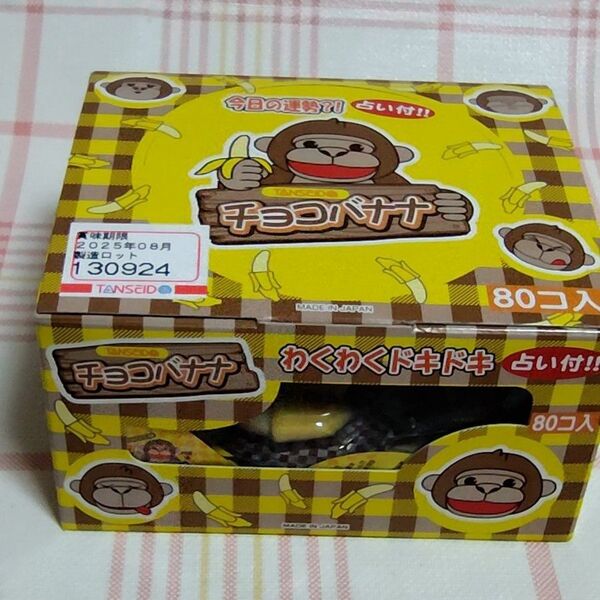 今日の運勢?!
占い付!!
TANSEIDO
チョコバナナ
賞味期限
2025年08月
製造ロット
130924
TANSEIDO
80コ入
MADE IN JAPAN
TANSEIDO
チョコバナナ
わくわくドキドキ
占い付!!
80コ入
MADE IN JAPAN